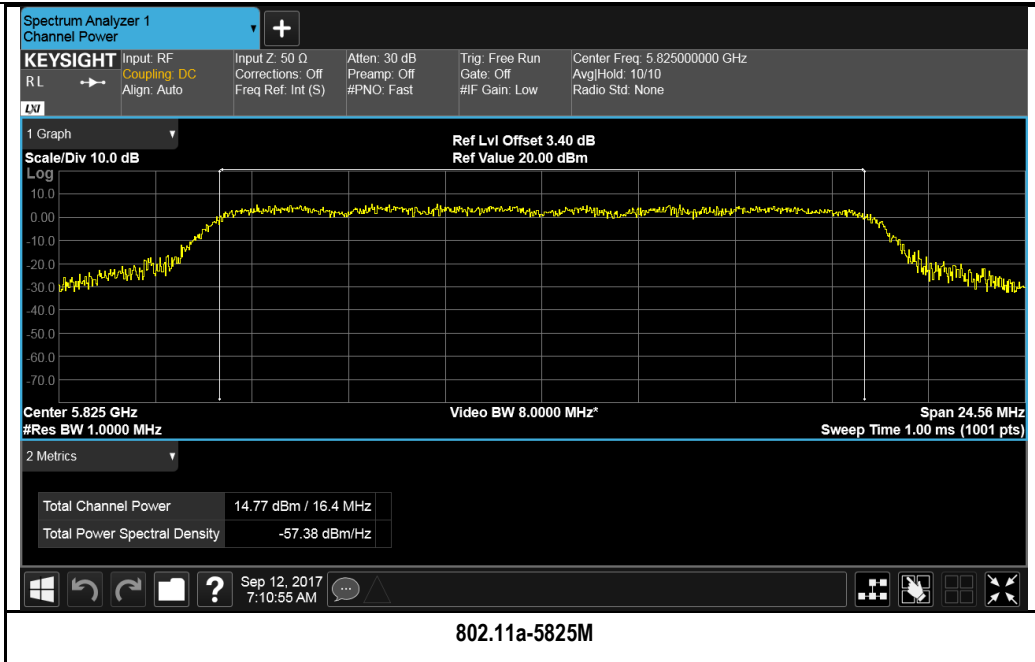 Spectrum Analyzer 1
Channel Power
+
KEYSIGHT Input: RF Input Z: 50 Ω Atten: 30 dB Trig: Free Run Center Freq: 5.825000000 GHz
R L Coupling: DC Corrections: Off Preamp: Off Gate: Off Avg|Hold: 10/10
Align: Auto Freq Ref: Int (S) #PNO: Fast #IF Gain: Low Radio Std: None
LXI
1 Graph
Ref Lvl Offset 3.40 dB
Scale/Div 10.0 dB Ref Value 20.00 dBm
Log
10.0
0.00
-10.0
-20.0
-30.0
-40.0
-50.0
-60.0
-70.0
Center 5.825 GHz Video BW 8.0000 MHz* Span 24.56 MHz
#Res BW 1.0000 MHz Sweep Time 1.00 ms (1001 pts)
2 Metrics
Total Channel Power 14.77 dBm / 16.4 MHz
Total Power Spectral Density -57.38 dBm/Hz
? Sep 12, 2017
7:10:55 AM
802.11a-5825M